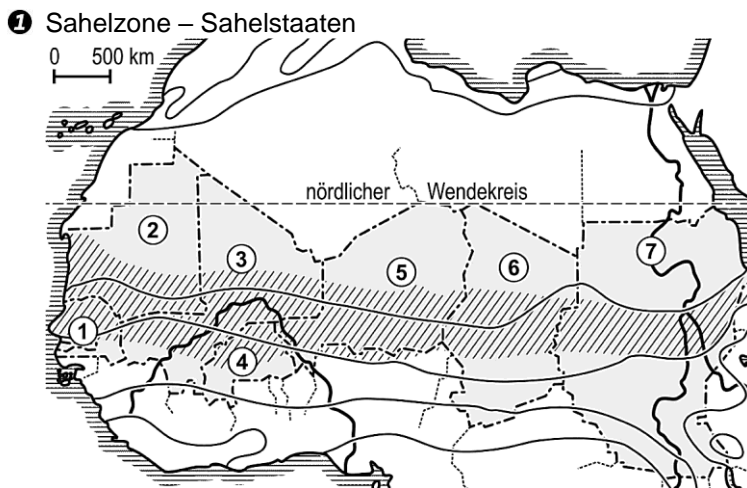 ❶ Sahelzone – Sahelstaaten
0 500 km
nördlicher Wendekreis
2
3
7
5
6
1
4